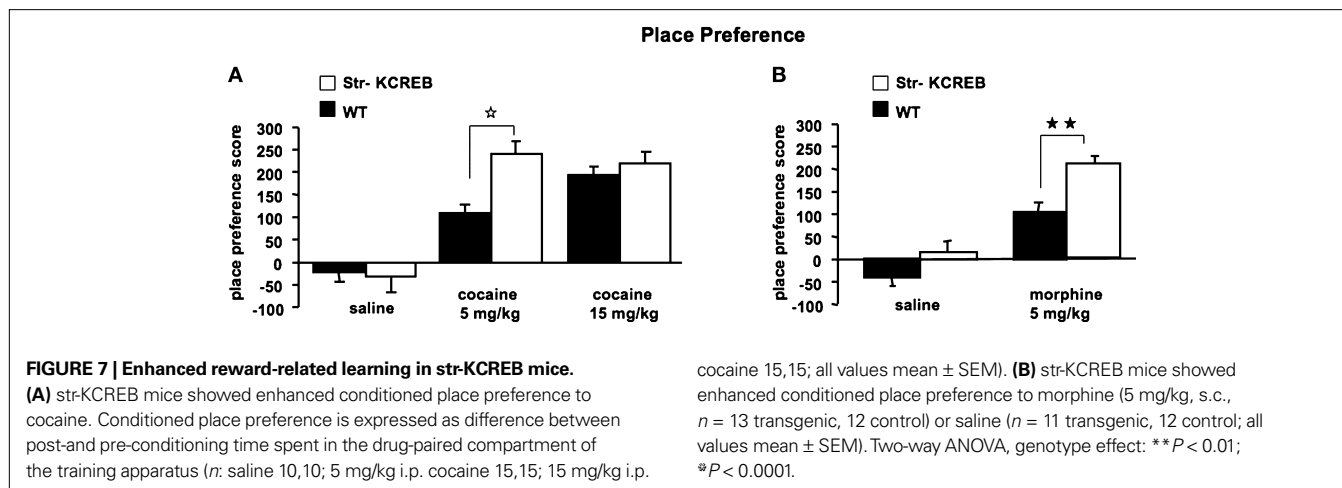 Place Preference
A
Str- KCREB
WT
☆
place preference score
300
250
200
150
100
50
0
-50
-100
saline
cocaine
5 mg/kg
cocaine
15 mg/kg
B
Str- KCREB
WT
★★
place preference score
300
250
200
150
100
50
0
-50
-100
saline
morphine
5 mg/kg
FIGURE 7 | Enhanced reward-related learning in str-KCREB mice.
(A) str-KCREB mice showed enhanced conditioned place preference to
cocaine. Conditioned place preference is expressed as difference between
post-and pre-conditioning time spent in the drug-paired compartment of
the training apparatus (n: saline 10,10; 5 mg/kg i.p. cocaine 15,15; 15 mg/kg i.p.
cocaine 15,15; all values mean ± SEM). (B) str-KCREB mice showed
enhanced conditioned place preference to morphine (5 mg/kg, s.c.,
n = 13 transgenic, 12 control) or saline (n = 11 transgenic, 12 control; all
values mean ± SEM). Two-way ANOVA, genotype effect: **P < 0.01;
P < 0.0001.